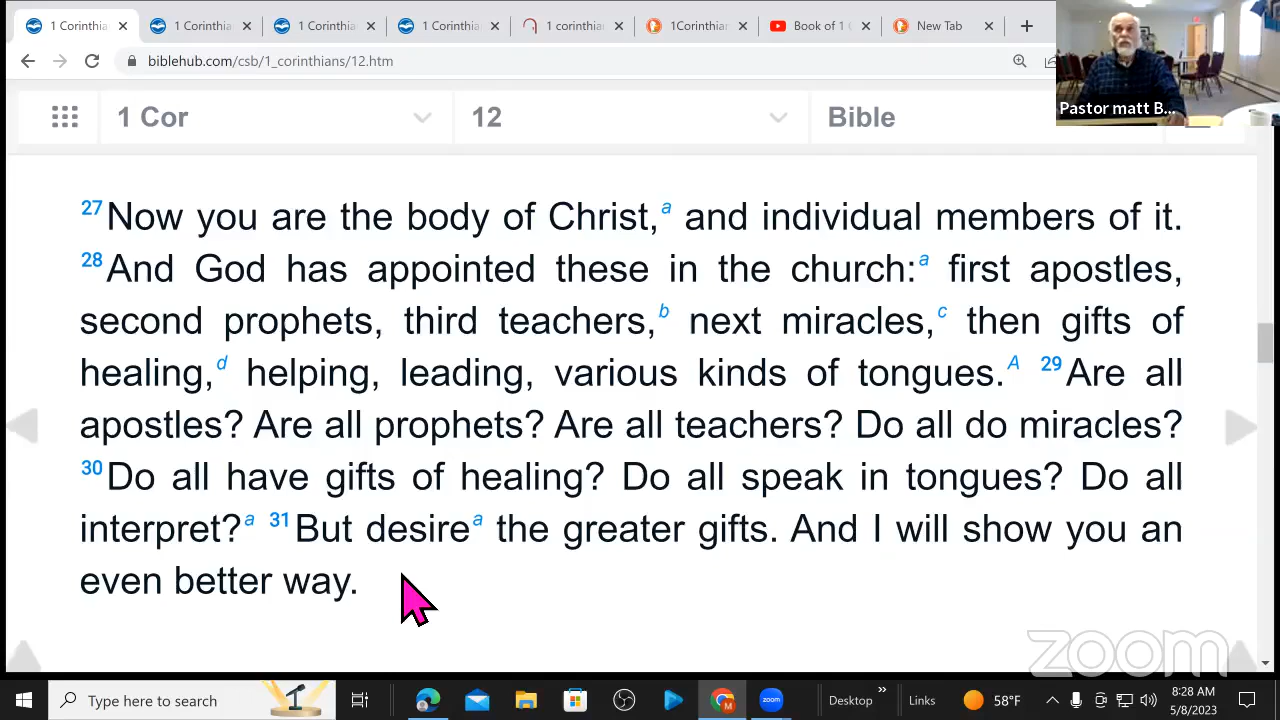 1 Corinthia
1 Corinthia
1 Corinthia
1 Corinthia
1 corinthian
1Corinthian
Book of 1
New Tab
biblehub.com/csb/1_corinthians/12.htm
1 Cor
12
Bible
Pastor matt B...
27 Now you are the body of Christ,a and individual members of it.
28 And God has appointed these in the church:a first apostles,
second prophets, third teachers,b next miracles,c then gifts of
healing,d helping, leading, various kinds of tongues.A 29 Are all
apostles? Are all prophets? Are all teachers? Do all do miracles?
30 Do all have gifts of healing? Do all speak in tongues? Do all
interpret?a 31 But desirea the greater gifts. And I will show you an
even better way.
zoom
Type here to search
zoom
Desktop
Links
58°F
8:28 AM
5/8/2023